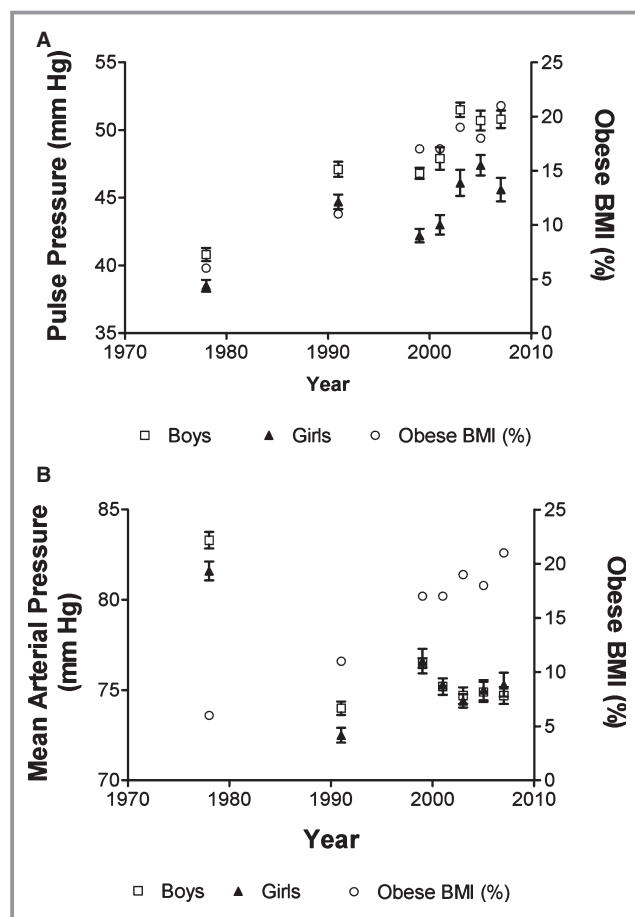 A
Pulse Pressure (mm Hg)
55
50
45
40
35
25
20
15
10
5
0
Obese BMI (%)
1970 1980 1990 2000 2010
Year
Boys Girls Obese BMI (%)
B
Mean Arterial Pressure
(mm Hg)
85
80
75
70
25
20
15
10
5
0
Obese BMI (%)
1970 1980 1990 2000 2010
Year
Boys Girls Obese BMI (%)